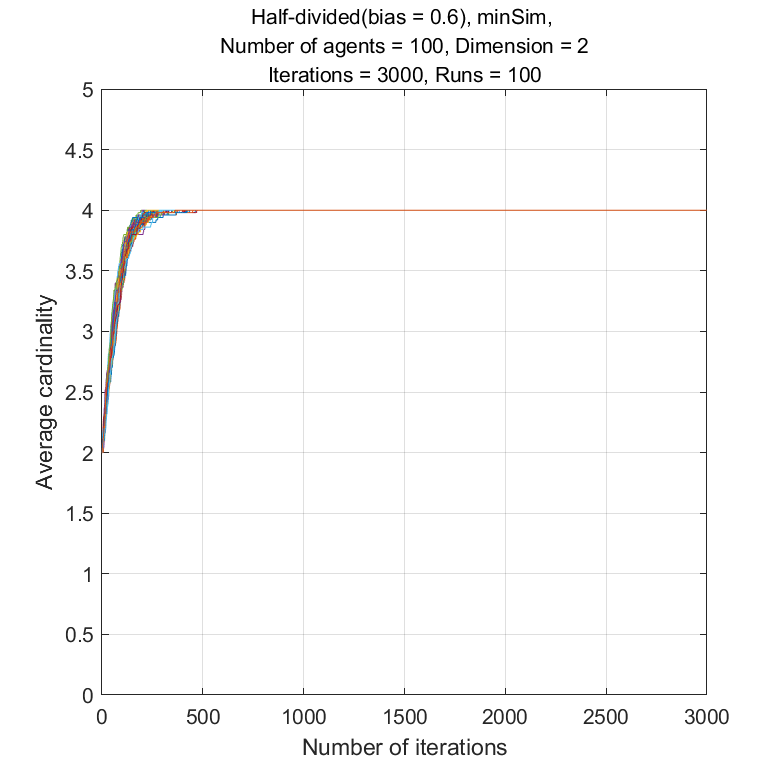 Half-divided(bias = 0.6), minSim,
Number of agents = 100, Dimension = 2
Iterations = 3000, Runs = 100
5
4.5
4
3.5
3
2.5
2
1.5
1
0.5
0
Average cardinality
0 500 1000 1500 2000 2500 3000
Number of iterations